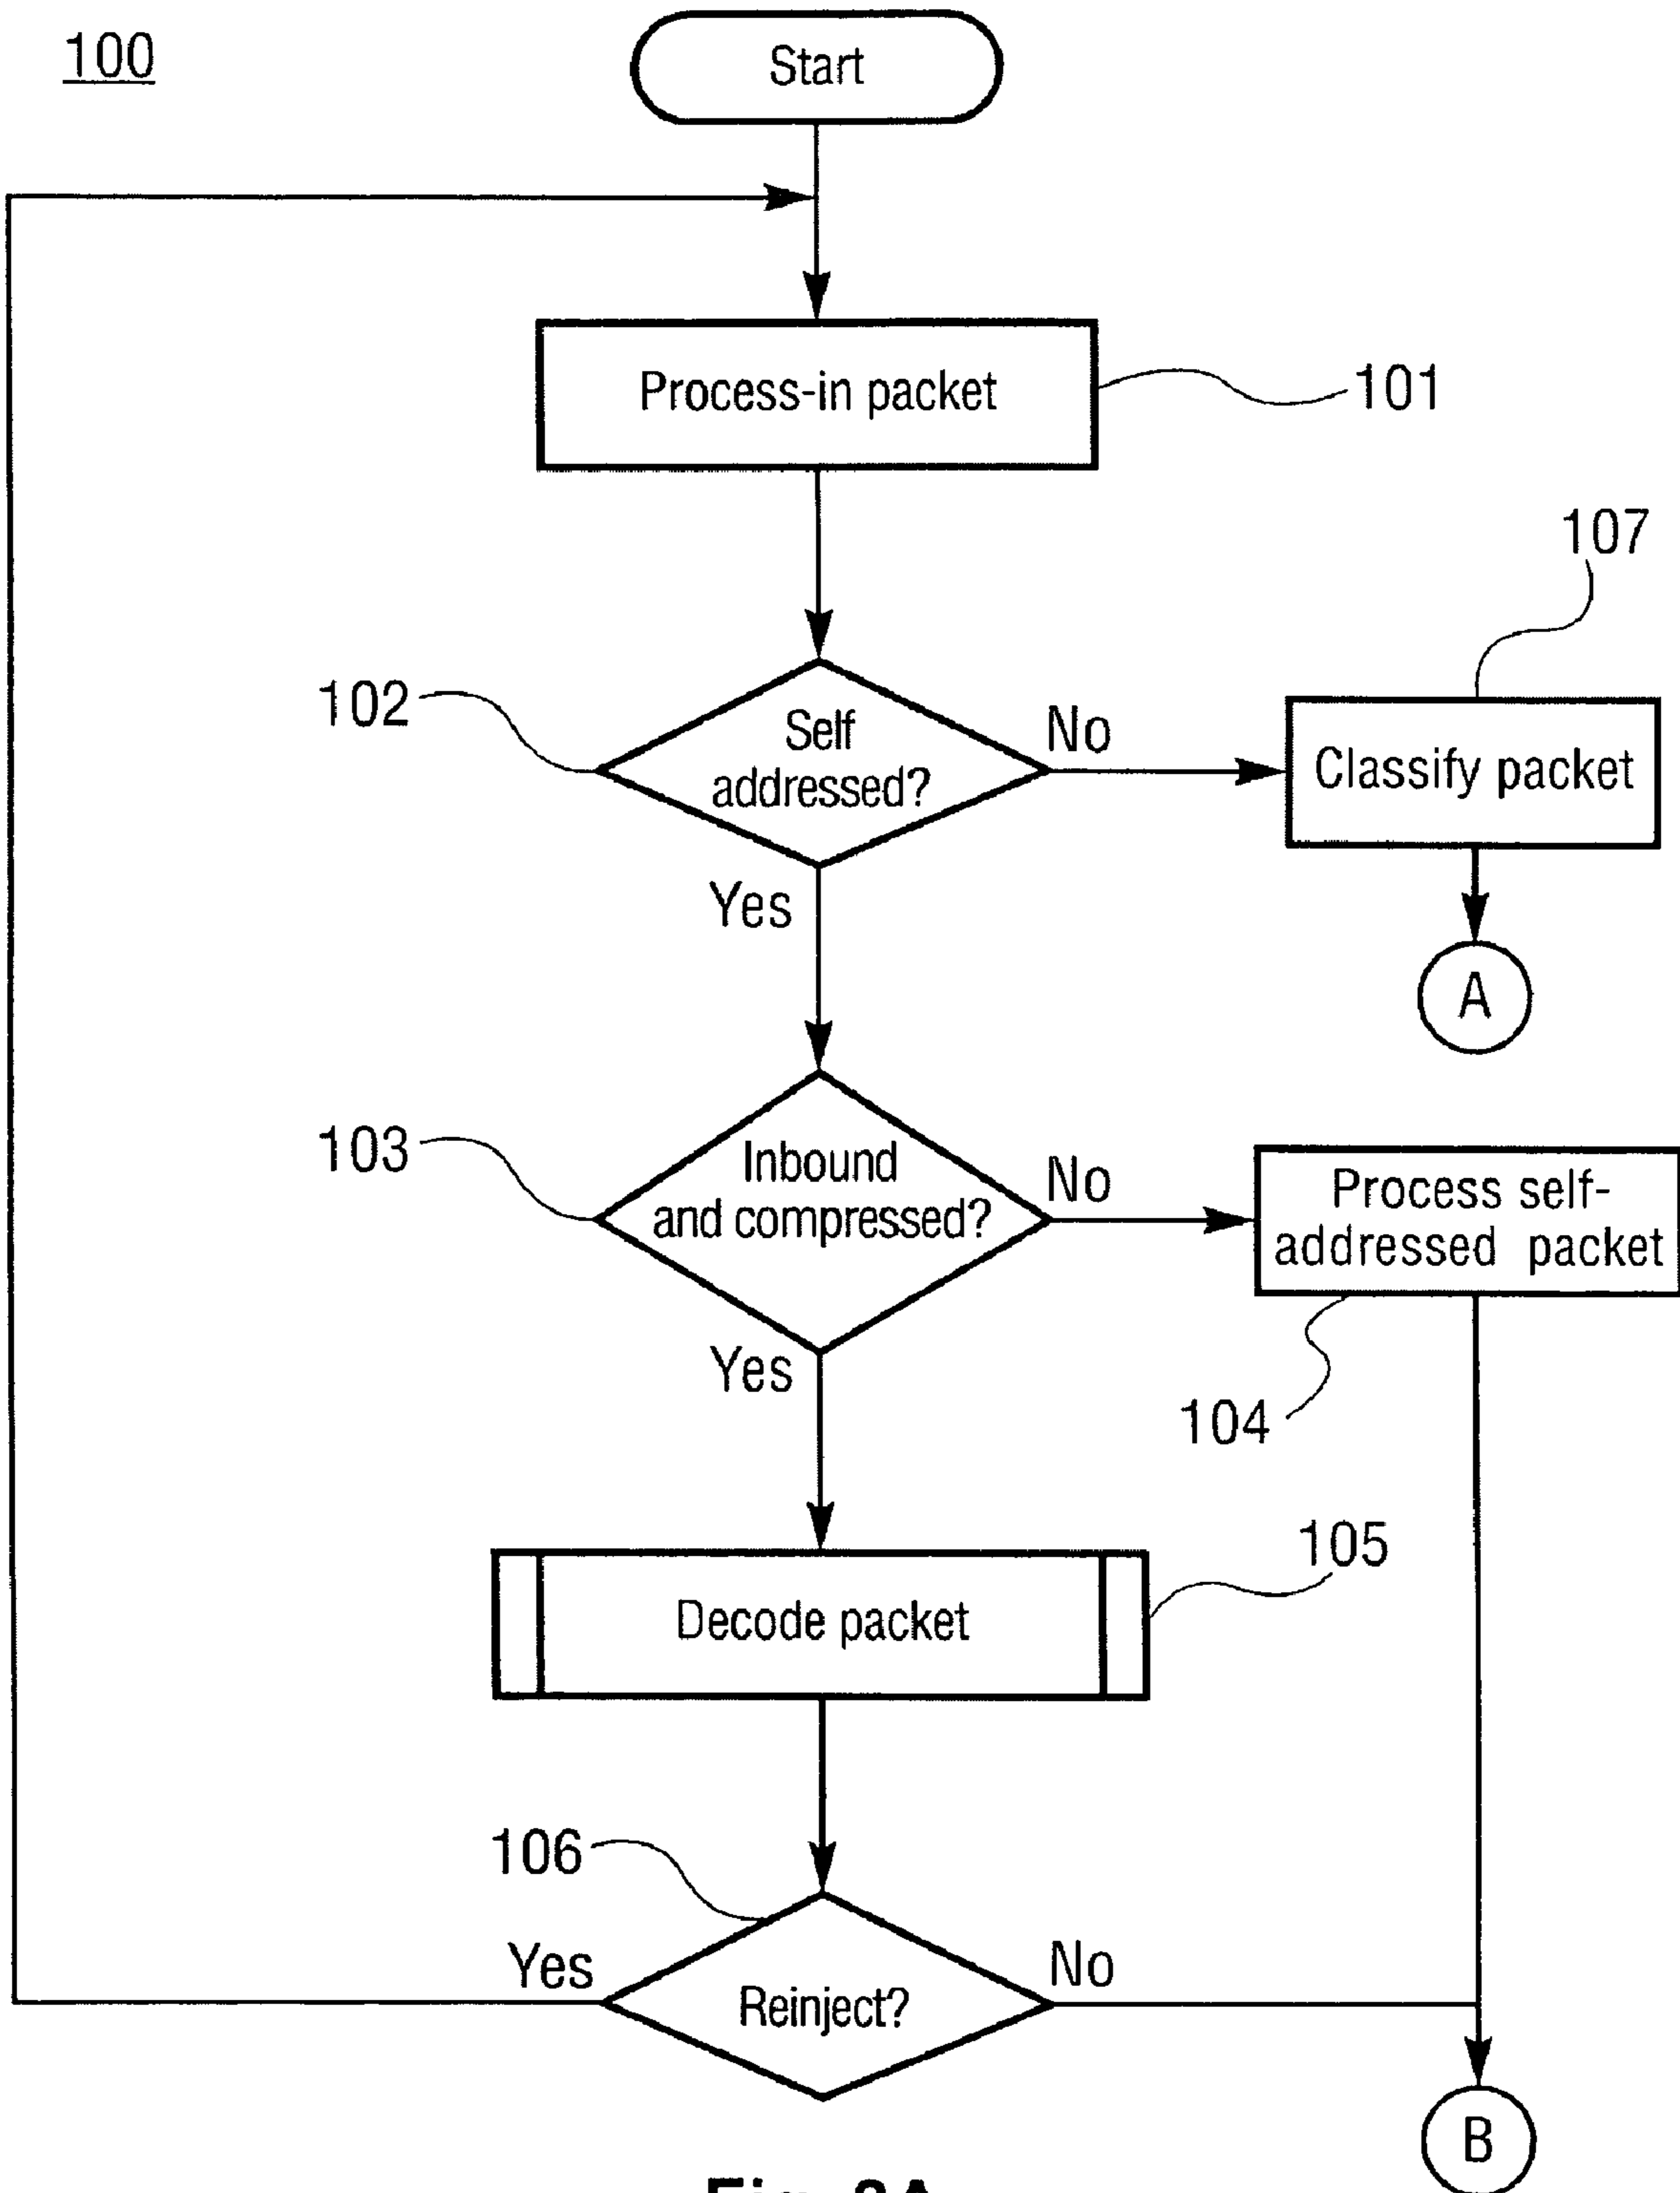 100
Start
Process-in packet
101
107
102
Self
addressed?
No
Classify packet
Yes
A
103
Inbound
and compressed?
No
Process self-
addressed packet
Yes
104
105
Decode packet
106
Yes
Reinject?
No
B